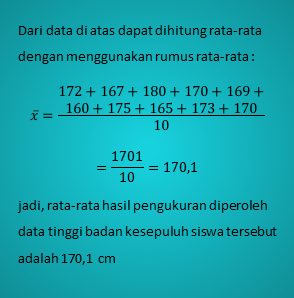 Dari data di atas dapat dihitung rata-rata
dengan menggunakan rumus rata-rata :
172 + 167 + 180 + 170 + 169 +
x̄ = 160 + 175 + 165 + 173 + 170
10
= 1701/10 = 170,1
jadi, rata-rata hasil pengukuran diperoleh
data tinggi badan kesepuluh siswa tersebut
adalah 170,1 cm